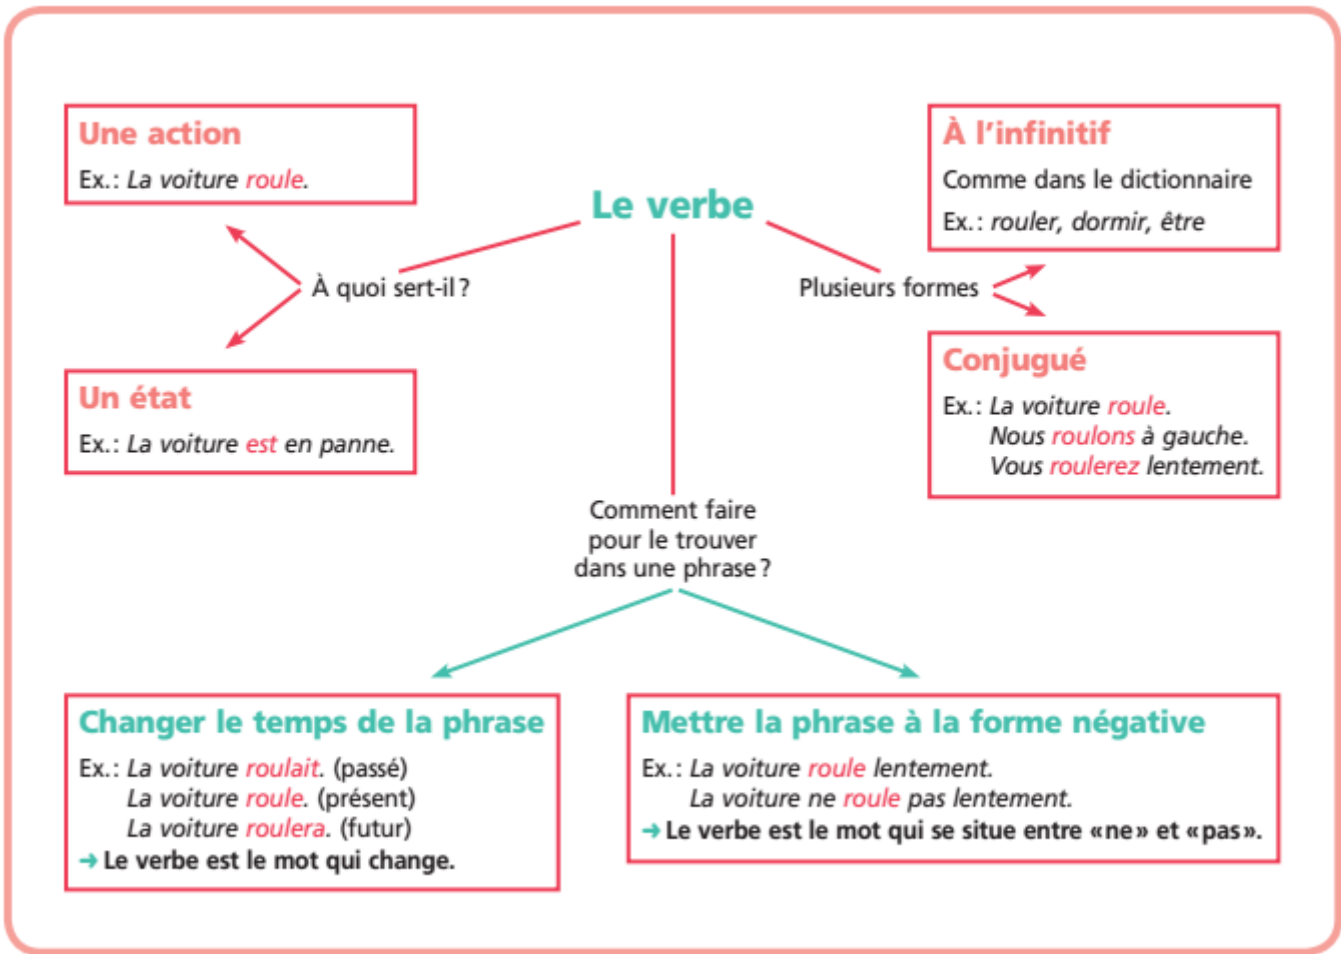 Le verbe
À quoi sert-il ?
Une action
Ex. : La voiture roule.
Un état
Ex. : La voiture est en panne.
Plusieurs formes
À l’infinitif
Comme dans le dictionnaire
Ex. : rouler, dormir, être
Conjugué
Ex. : La voiture roule.
Nous roulons à gauche.
Vous roulerez lentement.
Comment faire
pour le trouver
dans une phrase ?
Changer le temps de la phrase
Ex. : La voiture roulait. (passé)
La voiture roule. (présent)
La voiture roulera. (futur)
➜ Le verbe est le mot qui change.
Mettre la phrase à la forme négative
Ex. : La voiture roule lentement.
La voiture ne roule pas lentement.
➜ Le verbe est le mot qui se situe entre « ne » et « pas ».